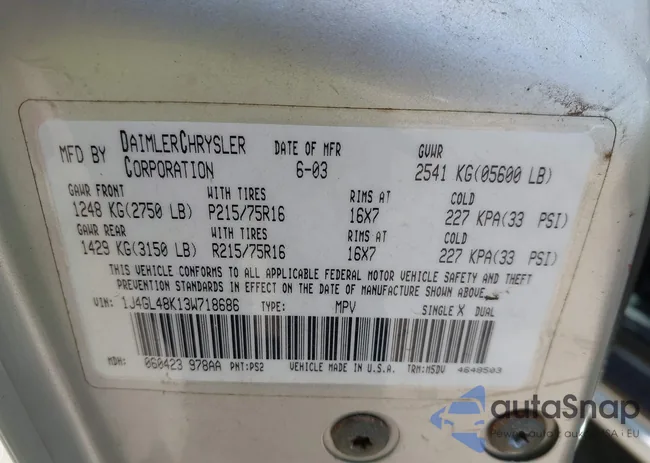 MFD BY DAIMLERCHRYSLER CORPORATION DATE OF MFR 6-03 GVWR 2541 KG(05600 LB)
GAWR FRONT WITH TIRES RIMS AT COLD
1248 KG(2750 LB) P215/75R16 16X7 227 KPA(33 PSI)
GAWR REAR WITH TIRES RIMS AT COLD
1429 KG(3150 LB) R215/75R16 16X7 227 KPA(33 PSI)
THIS VEHICLE CONFORMS TO ALL APPLICABLE FEDERAL MOTOR VEHICLE SAFETY AND THEFT
PREVENTION STANDARDS IN EFFECT ON THE DATE OF MANUFACTURE SHOWN ABOVE.
VIN: 1J4GL48K13W718686 TYPE: MPV SINGLE X DUAL
MDH: 060423 978AA PNT:PS2 VEHICLE MADE IN U.S.A. TRM:M5DV 4648503
autoSnap